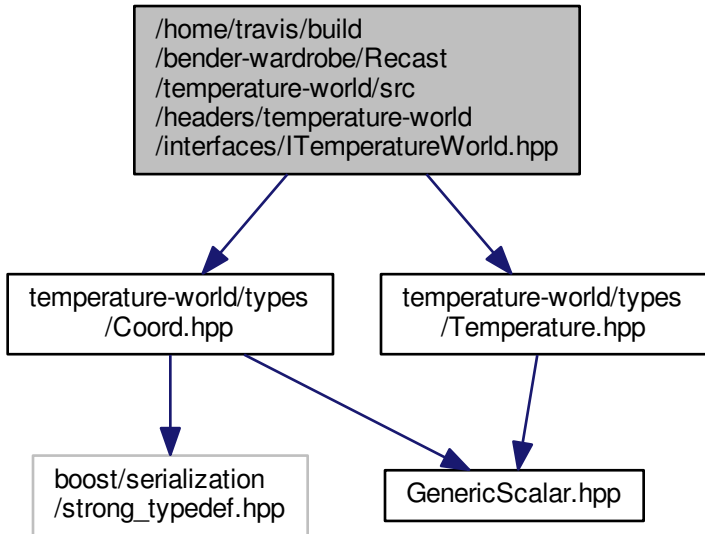 /home/travis/build
/bender-wardrobe/Recast
/temperature-world/src
/headers/temperature-world
/interfaces/ITemperatureWorld.hpp
temperature-world/types
/Coord.hpp
temperature-world/types
/Temperature.hpp
boost/serialization
/strong_typedef.hpp
GenericScalar.hpp